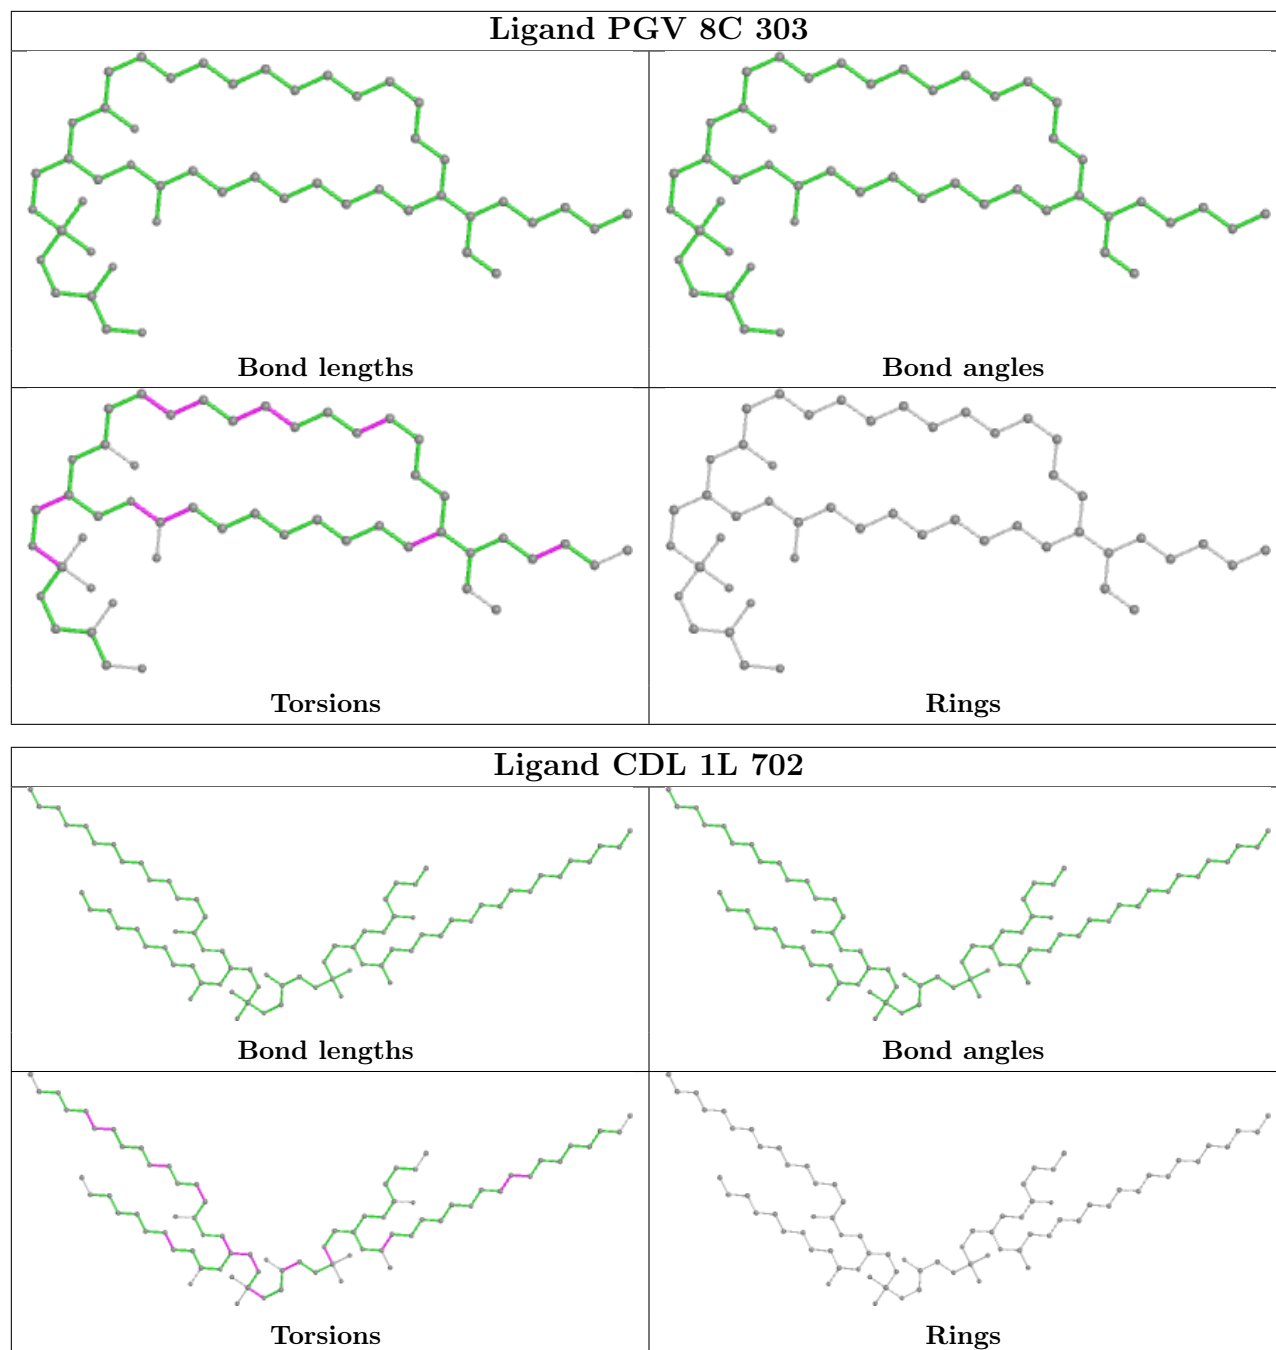 Ligand PGV 8C 303
Bond lengths
Bond angles
Torsions
Rings
Ligand CDL 1L 702
Bond lengths
Bond angles
Torsions
Rings